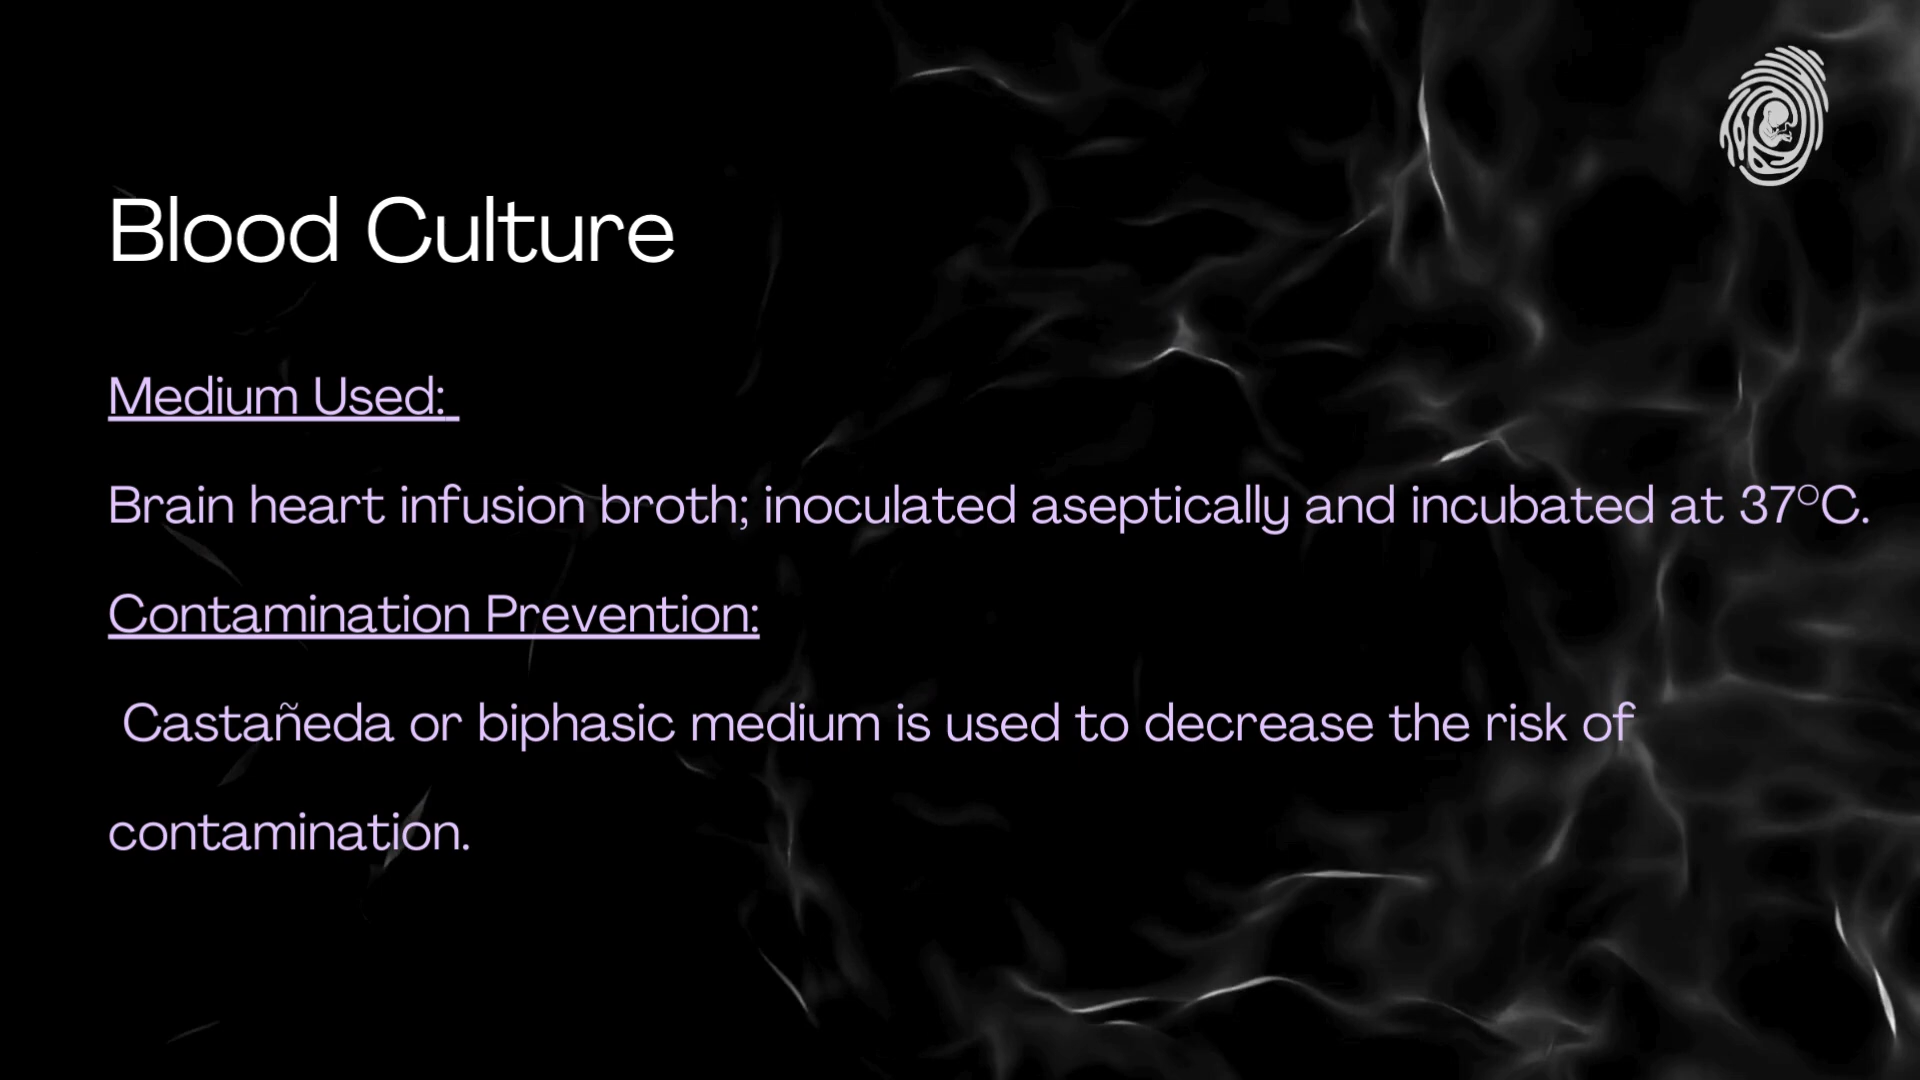 Blood Culture
Medium Used:
Brain heart infusion broth; inoculated aseptically and incubated at 37°C.
Contamination Prevention:
Castañeda or biphasic medium is used to decrease the risk of
contamination.